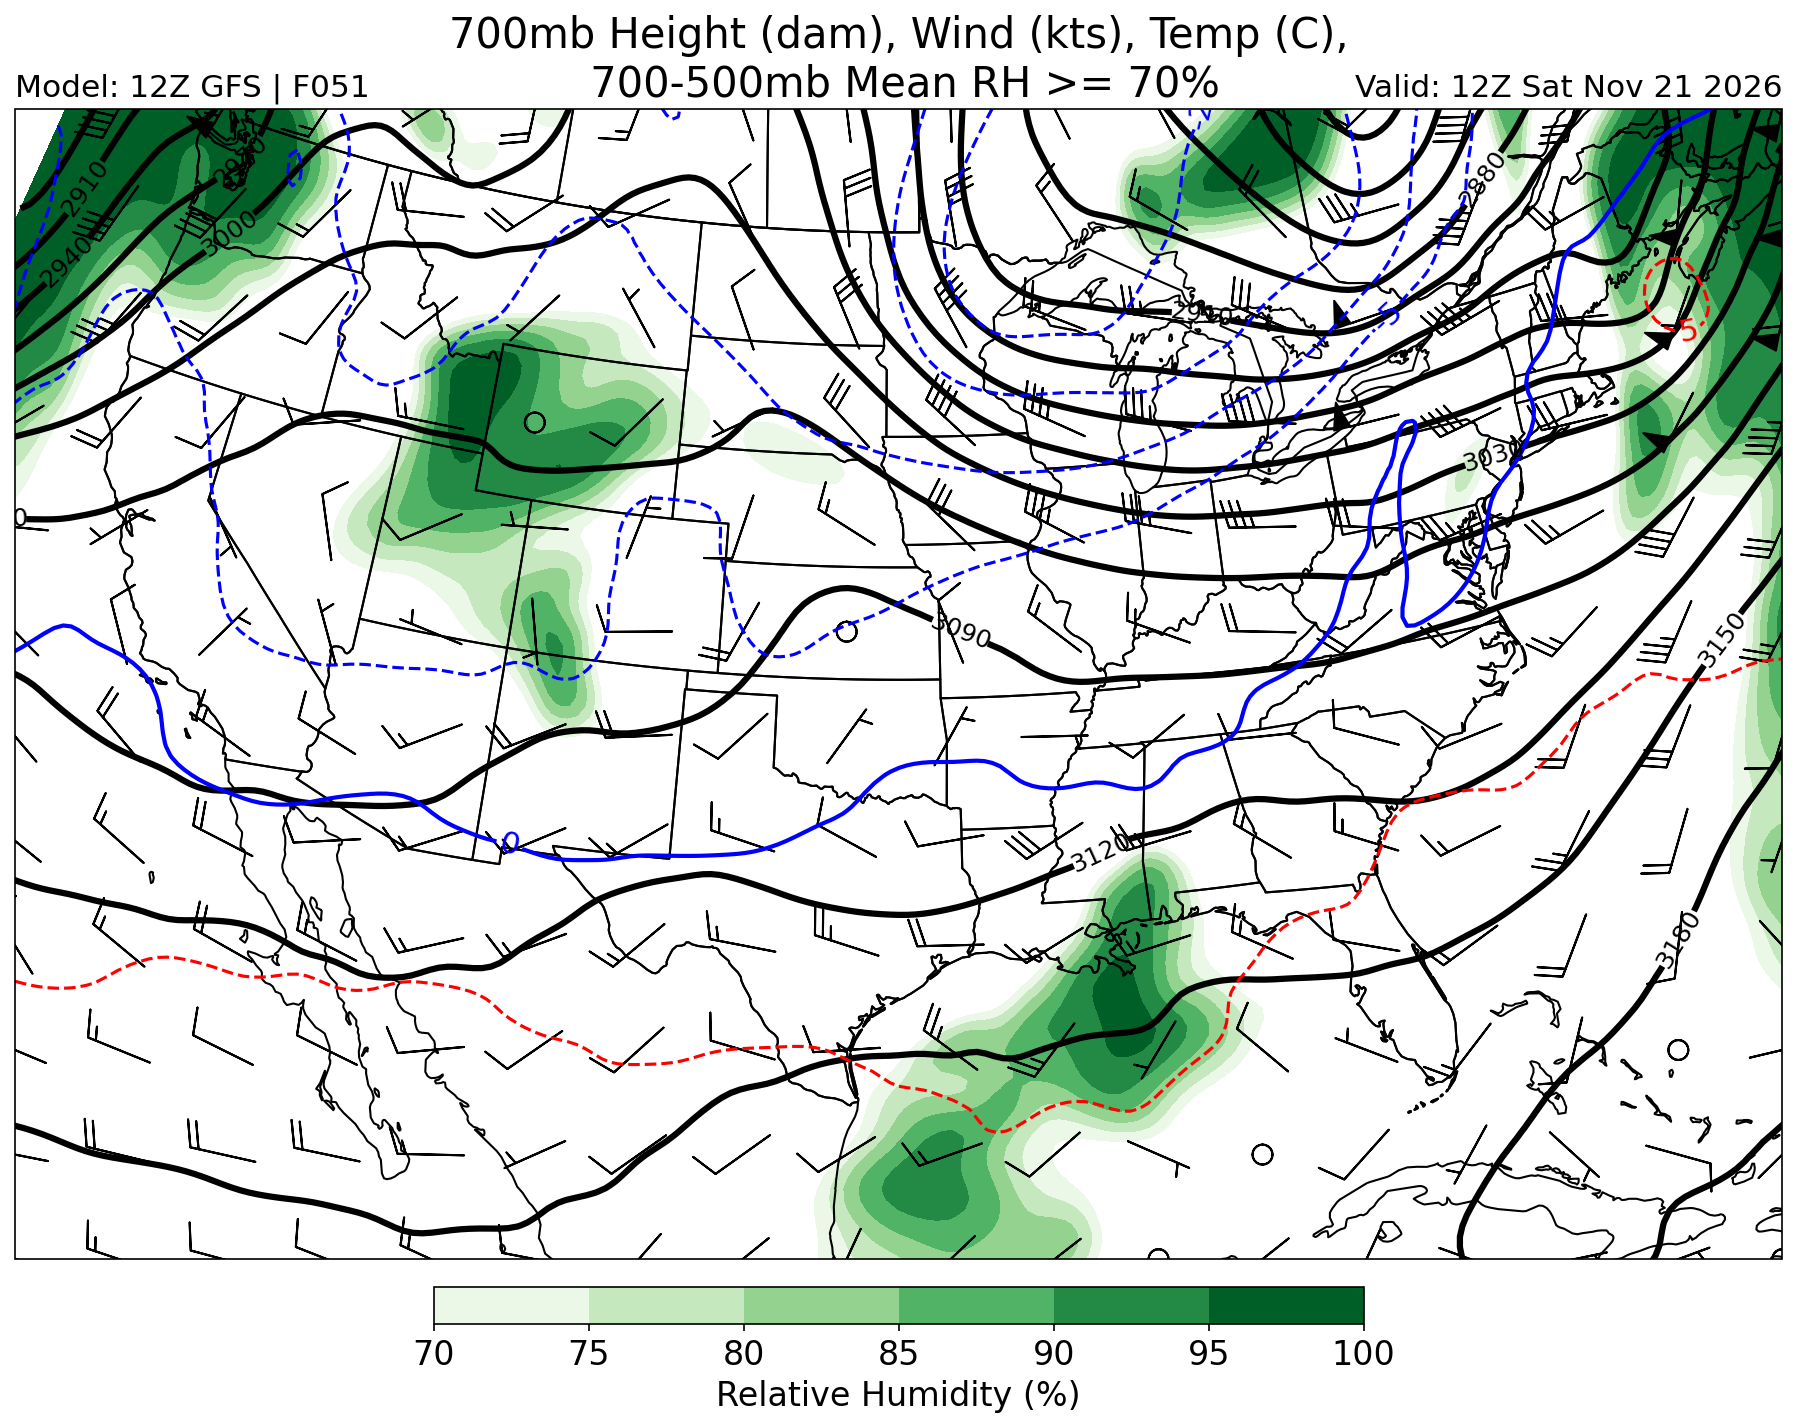 700mb Height (dam), Wind (kts), Temp (C),
700-500mb Mean RH >= 70%
Model: 12Z GFS | F051
Valid: 12Z Sat Nov 21 2026
2910
2940
3000
2880
3030
3090
3120
3150
3180
0
0
5
70 75 80 85 90 95 100
Relative Humidity (%)